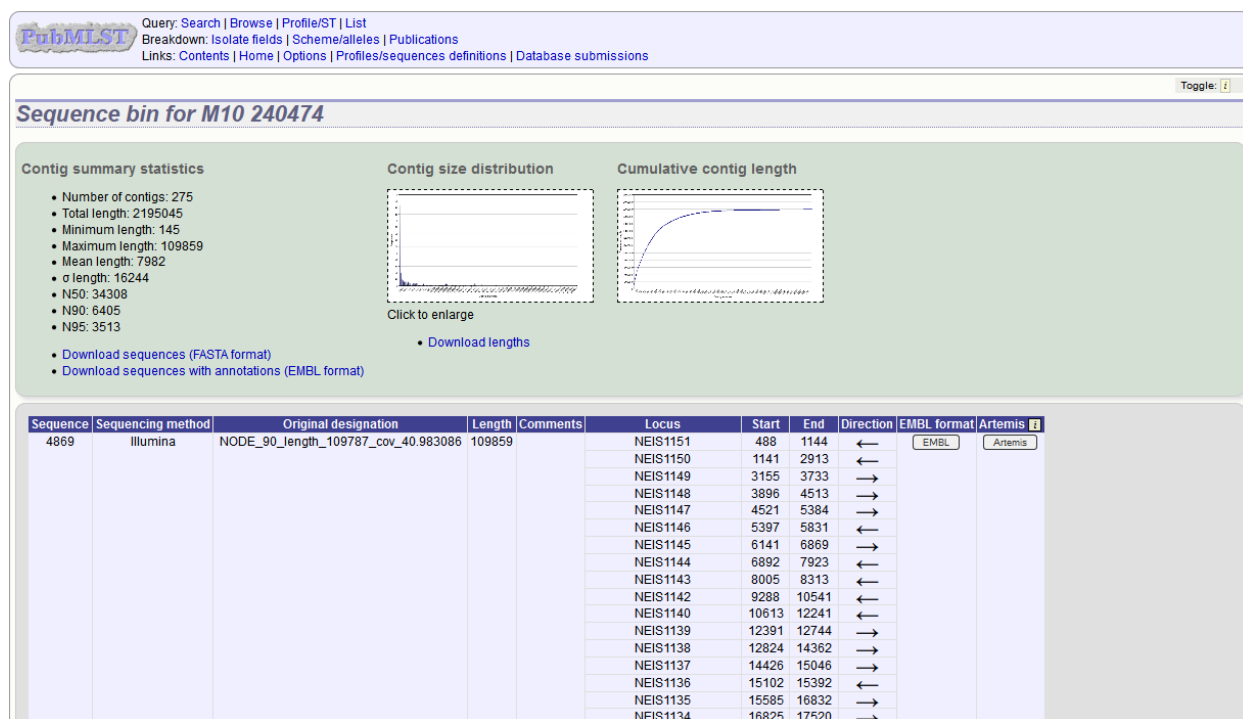 PubMLST
Query: Search | Browse | Profile/ST | List
Breakdown: Isolate fields | Scheme/alleles | Publications
Links: Contents | Home | Options | Profiles/sequences definitions | Database submissions
Toggle: i
Sequence bin for M10 240474
Contig summary statistics
Number of contigs: 275
Total length: 2195045
Minimum length: 145
Maximum length: 109859
Mean length: 7982
σ length: 16244
N50: 34308
N90: 6405
N95: 3513
Download sequences (FASTA format)
Download sequences with annotations (EMBL format)
Contig size distribution
Click to enlarge
Download lengths
Cumulative contig length
Sequence Sequencing method Original designation Length Comments Locus Start End Direction EMBL format Artemis i
4869 Illumina NODE_90_length_109787_cov_40.983086 109859 NEIS1151 488 1144 ← EMBL Artemis
NEIS1150 1141 2913 ←
NEIS1149 3155 3733 →
NEIS1148 3896 4513 →
NEIS1147 4521 5384 →
NEIS1146 5397 5831 ←
NEIS1145 6141 6869 →
NEIS1144 6892 7923 ←
NEIS1143 8005 8313 ←
NEIS1142 9288 10541 ←
NEIS1140 10613 12241 ←
NEIS1139 12391 12744 →
NEIS1138 12824 14362 →
NEIS1137 14426 15046 →
NEIS1136 15102 15392 ←
NEIS1135 15585 16832 →
NEIS1134 16825 17520 →